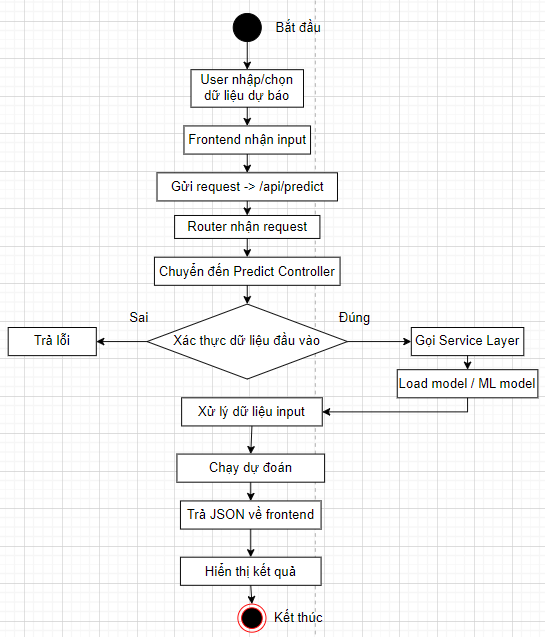 Bắt đầu
User nhập/chọn
dữ liệu dự báo
Frontend nhận input
Gửi request -> /api/predict
Router nhận request
Chuyển đến Predict Controller
Sai
Đúng
Trả lỗi
Xác thực dữ liệu đầu vào
Gọi Service Layer
Load model / ML model
Xử lý dữ liệu input
Chạy dự đoán
Trả JSON về frontend
Hiển thị kết quả
Kết thúc